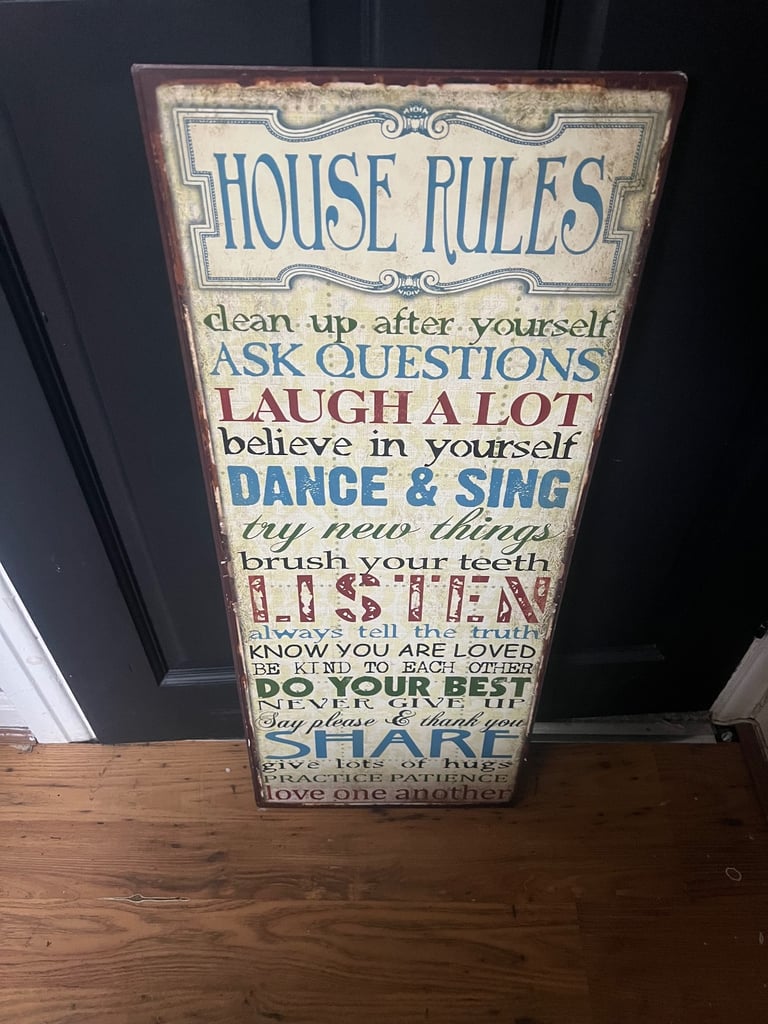 HOUSE RULES
clean up after yourself
ASK QUESTIONS
LAUGH A LOT
believe in yourself
DANCE & SING
try new things
brush your teeth
LISTEN
always tell the truth
KNOW YOU ARE LOVED
BE KIND TO EACH OTHER
DO YOUR BEST
NEVER GIVE UP
Say please & thank you
SHARE
give lots of hugs
PRACTICE PATIENCE
love one another